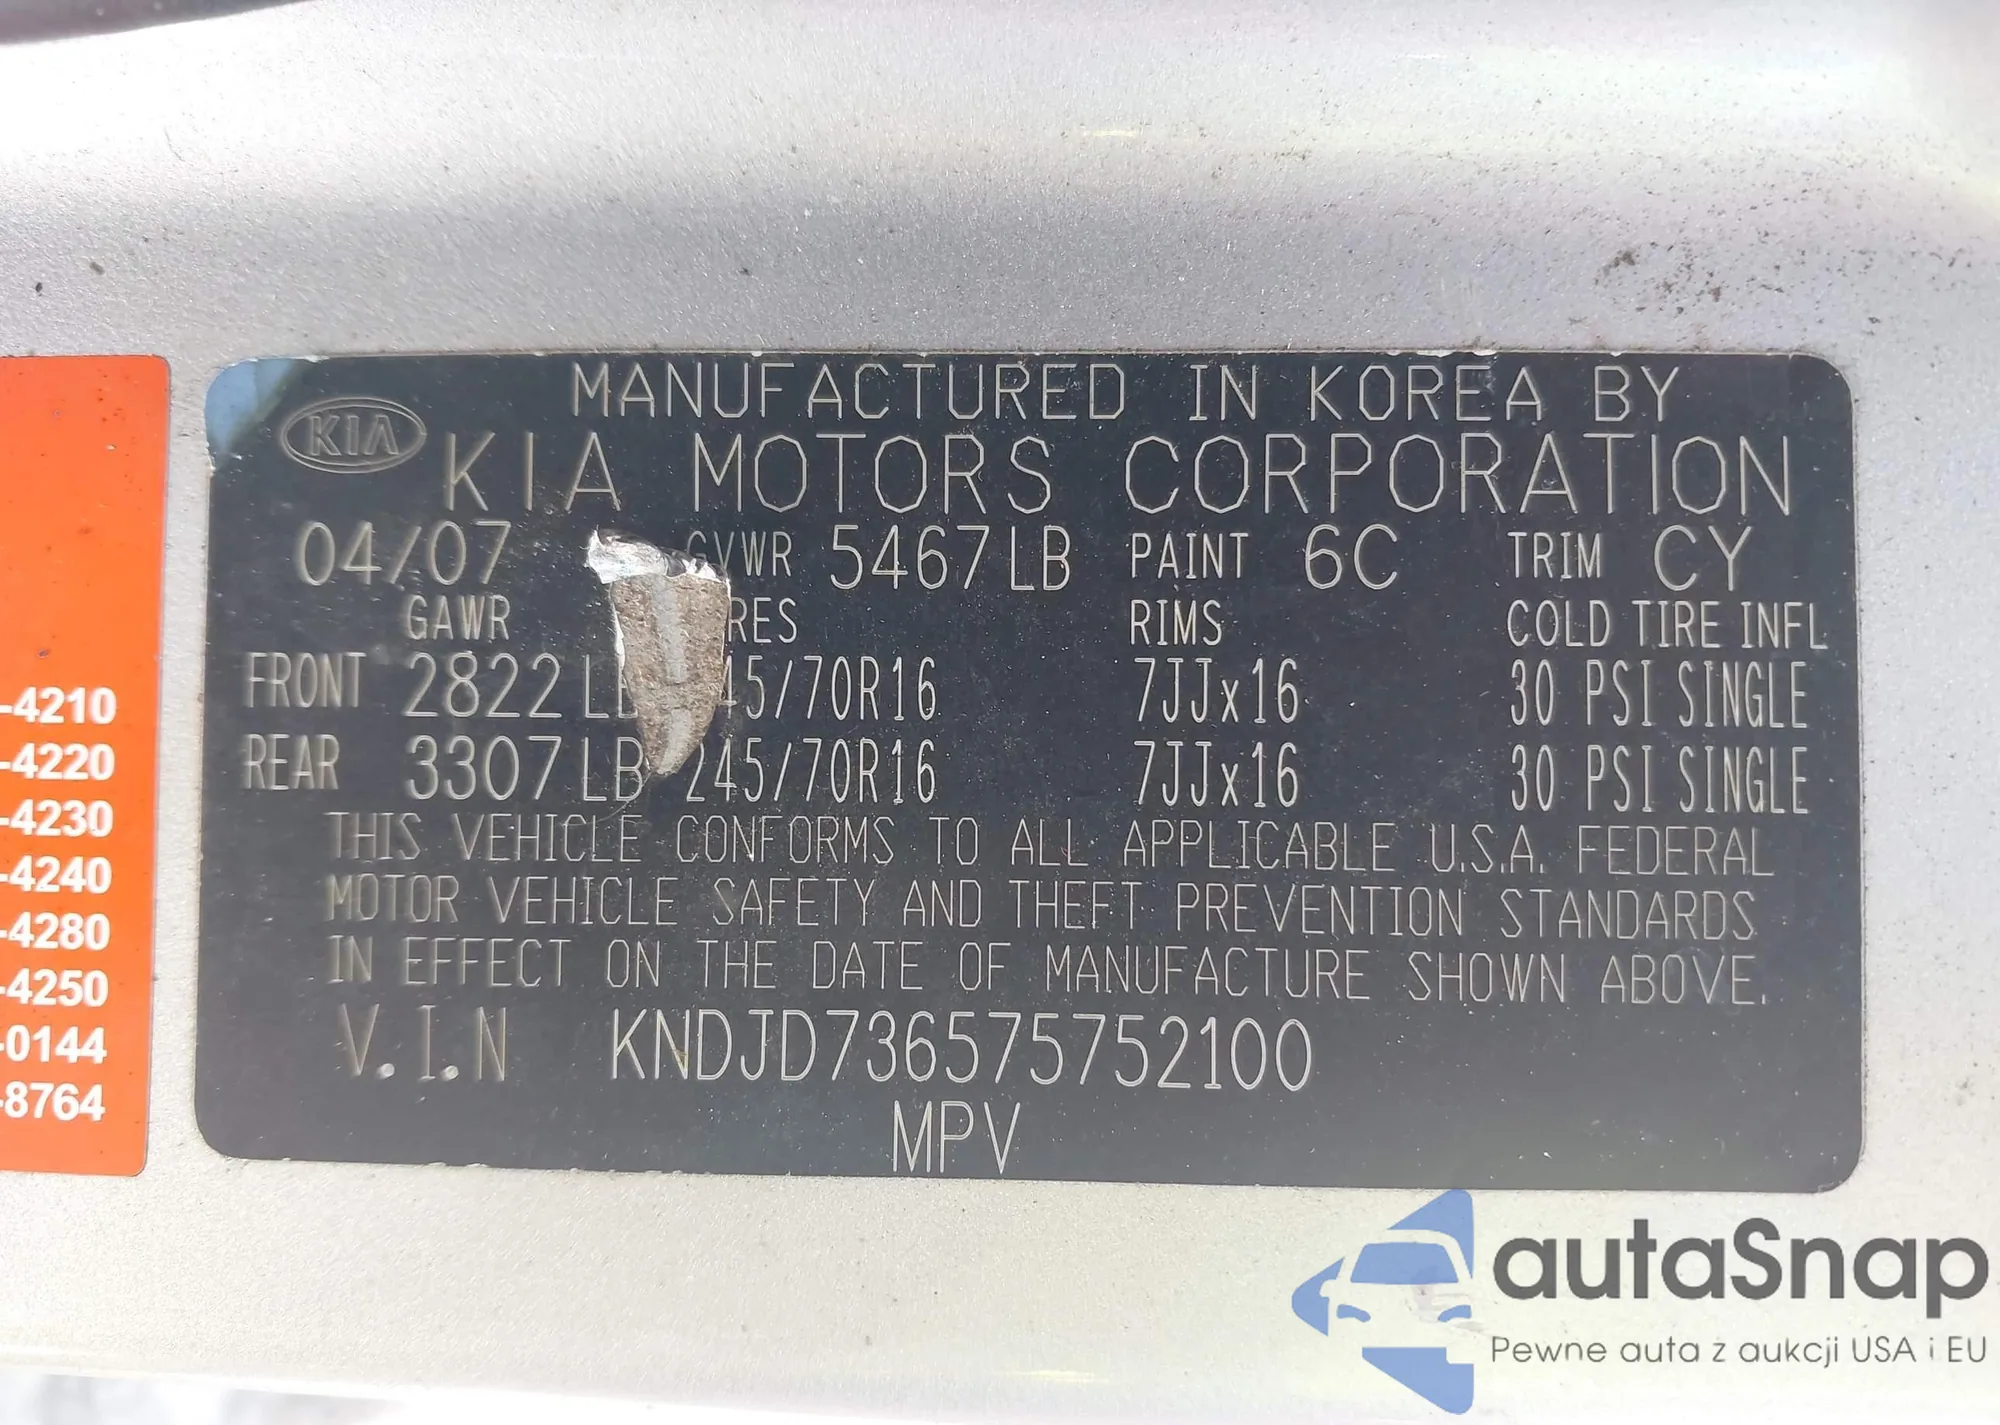 MANUFACTURED IN KOREA BY
KIA
KIA MOTORS CORPORATION
04/07 GVWR 5467LB PAINT 6C TRIM CY
GAWR RIMS COLD TIRE INFL
FRONT 2822 LB 45/70R16 7JJx16 30 PSI SINGLE
REAR 3307 LB 245/70R16 7JJx16 30 PSI SINGLE
THIS VEHICLE CONFORMS TO ALL APPLICABLE U.S.A. FEDERAL
MOTOR VEHICLE SAFETY AND THEFT PREVENTION STANDARDS
IN EFFECT ON THE DATE OF MANUFACTURE SHOWN ABOVE.
V.I.N KNDJD736575752100
MPV
-4210
-4220
-4230
-4240
-4280
-4250
-0144
-8764
autaSnap
Pewne auta z aukcji USA i EU